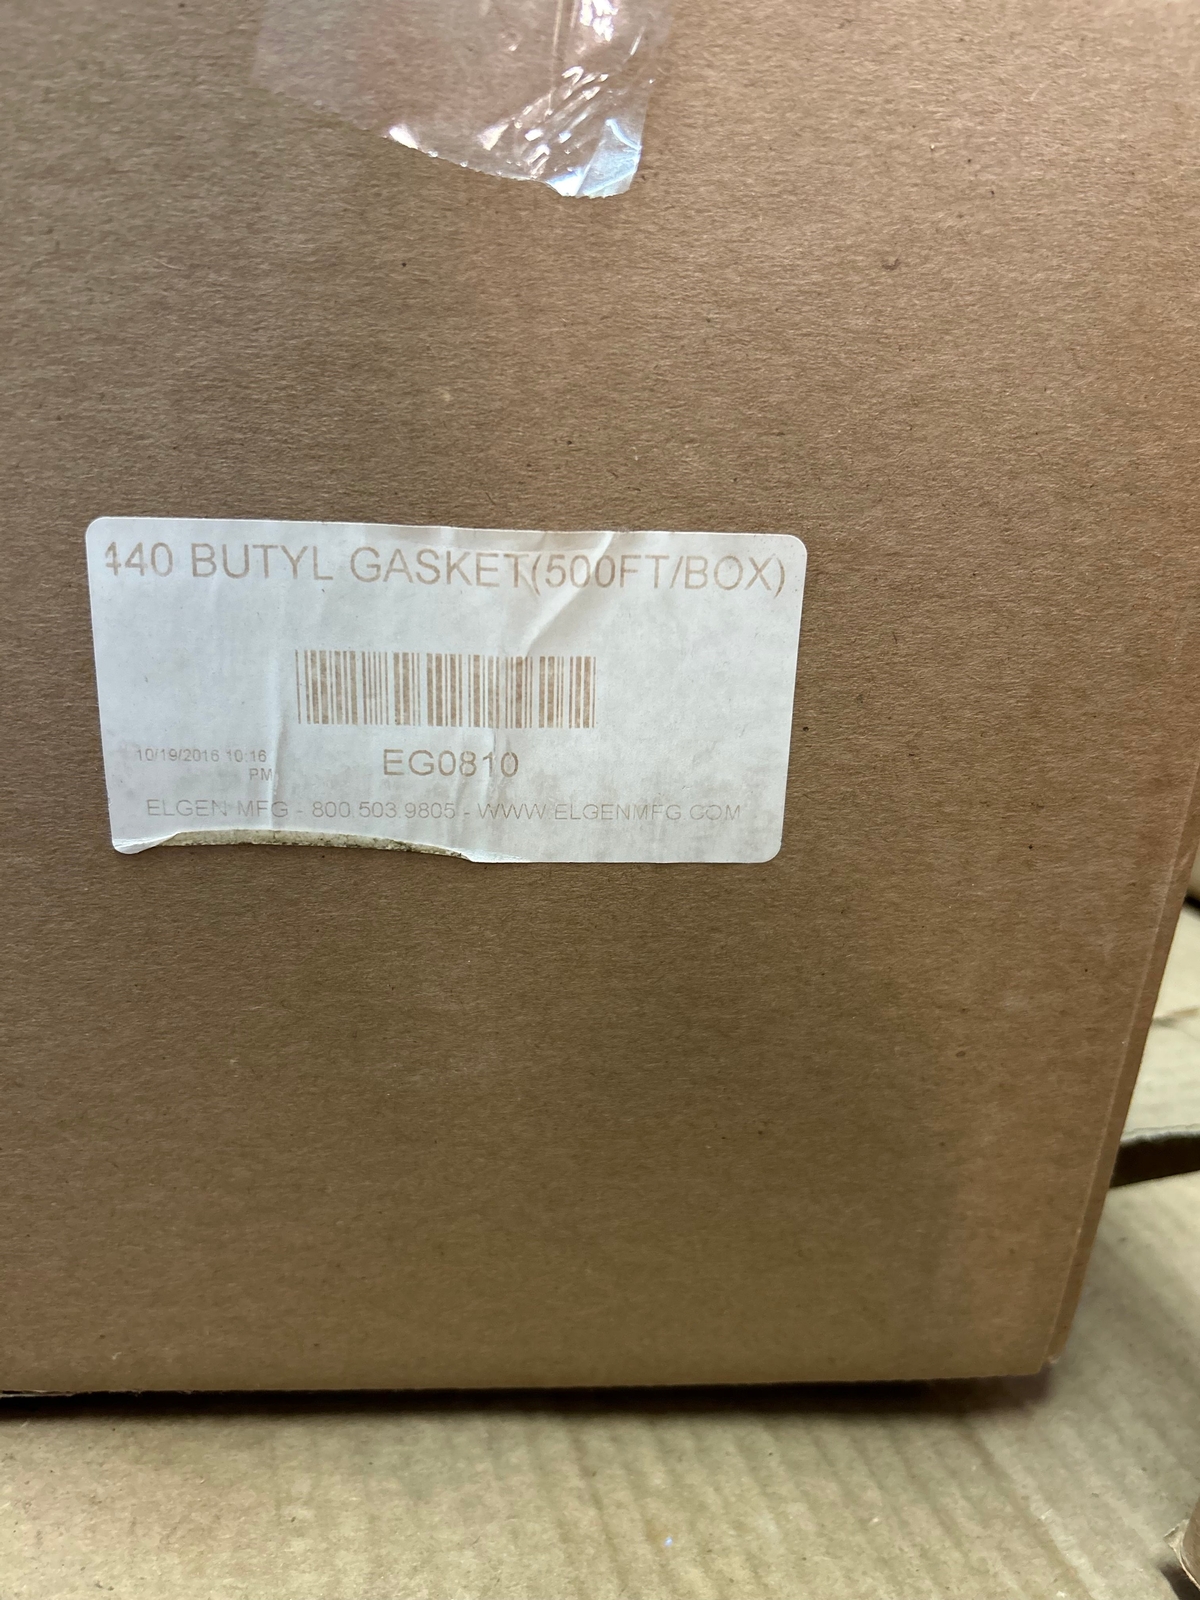 440 BUTYL GASKET(500FT/BOX)
10/19/2016 10:16
PM
EG0810
ELGEN MFG - 800.503.9805 - WWW.ELGENMFG.COM